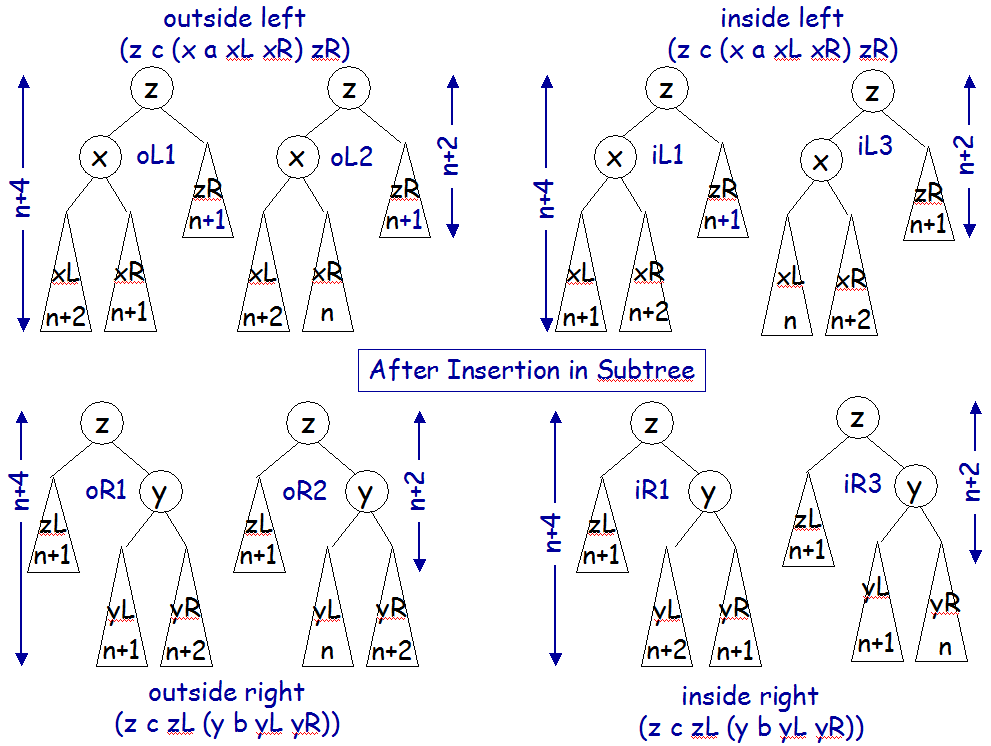 outside left
(z c (x a xL xR) zR)
inside left
(z c (x a xL xR) zR)
z
z
z
z
x
oL1
x
oL2
x
iL1
x
iL3
n+4
n+2
n+4
n+2
zR
n+1
zR
n+1
zR
n+1
zR
n+1
xL
n+2
xR
n+1
xL
n+2
xR
n
xL
n+1
xR
n+2
xL
n
xR
n+2
After Insertion in Subtree
z
z
z
z
n+4
n+2
n+4
n+2
oR1
y
oR2
y
iR1
y
iR3
y
zL
n+1
zL
n+1
zL
n+1
zL
n+1
yL
n+1
yR
n+2
yL
n
yR
n+2
yL
n+2
yR
n+1
yL
n+1
yR
n
outside right
(z c zL (y b yL yR))
inside right
(z c zL (y b yL yR))